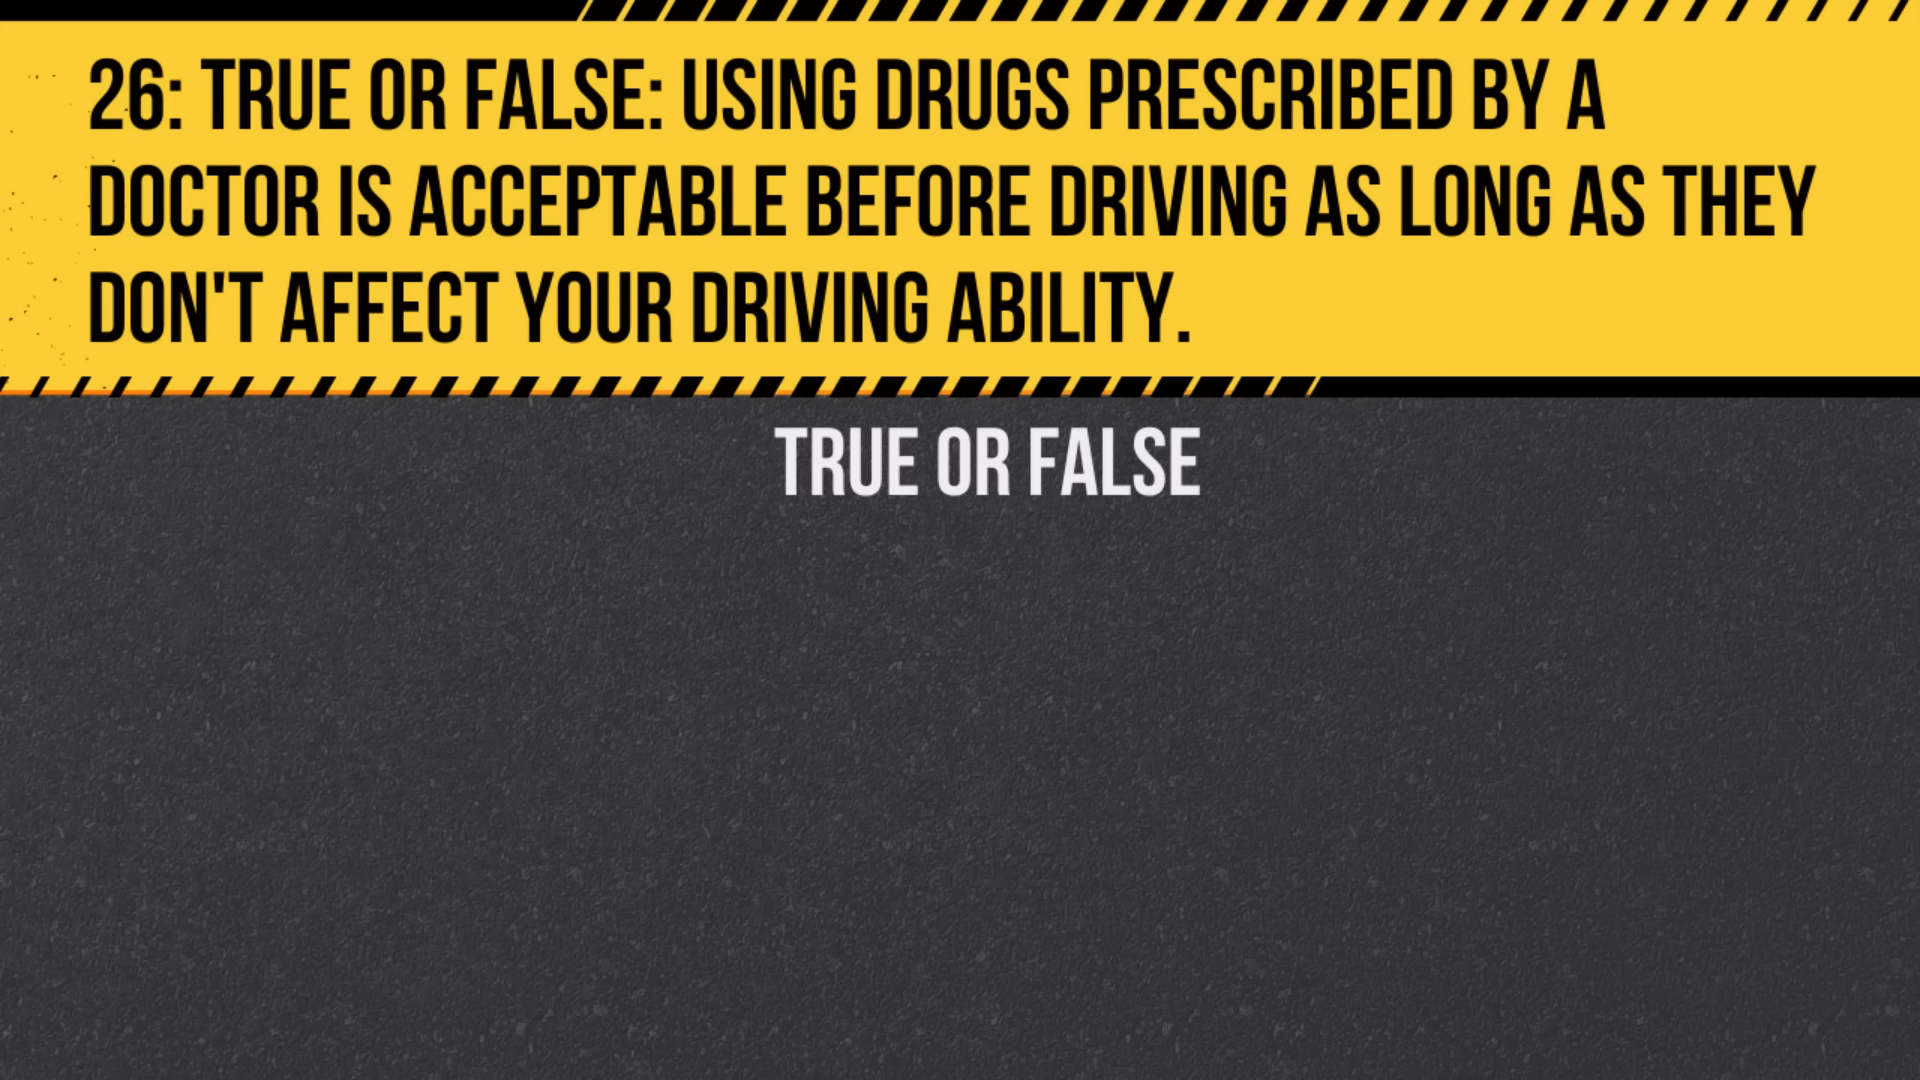 26: TRUE OR FALSE: USING DRUGS PRESCRIBED BY A
DOCTOR IS ACCEPTABLE BEFORE DRIVING AS LONG AS THEY
DON'T AFFECT YOUR DRIVING ABILITY.
TRUE OR FALSE